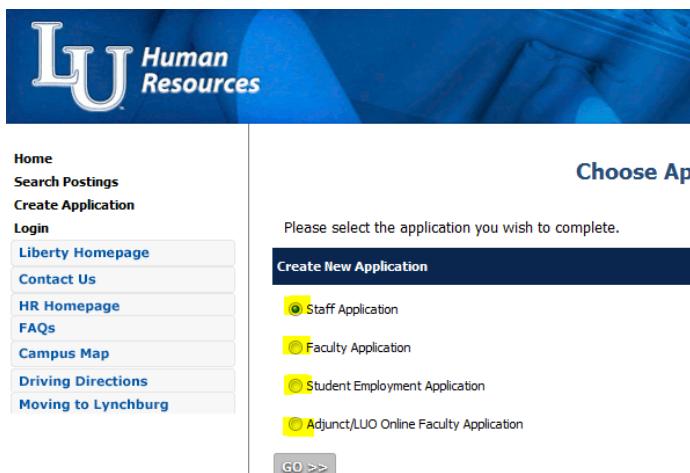 LU Human
Resources
Home
Search Postings
Create Application
Login
Liberty Homepage
Contact Us
HR Homepage
FAQs
Campus Map
Driving Directions
Moving to Lynchburg
Choose Ap
Please select the application you wish to complete.
Create New Application
Staff Application
Faculty Application
Student Employment Application
Adjunct/LUO Online Faculty Application
GO >>